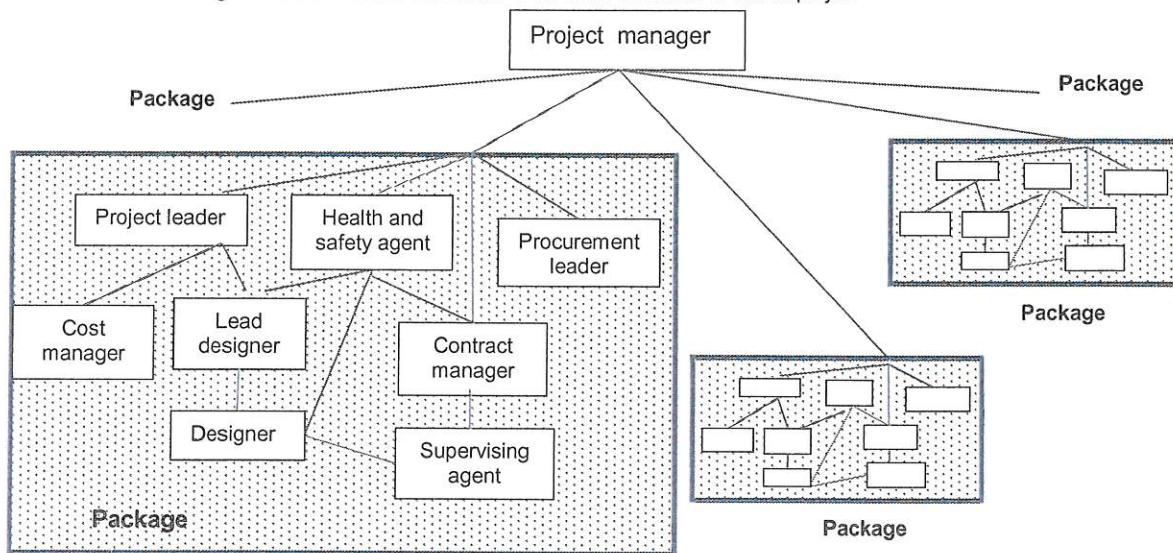 Project manager
Package
Package
Project leader
Health and
safety agent
Procurement
leader
Cost
manager
Lead
designer
Contract
manager
Designer
Supervising
agent
Package
Package
Package